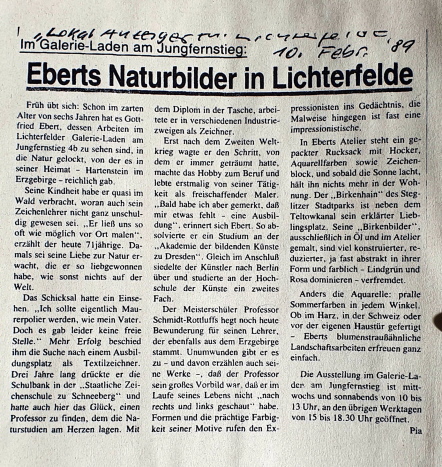 Lokal Anzeiger für Lichterfelde
Im Galerie-Laden am Jungfernstieg:
10. Febr. 89
Eberts Naturbilder in Lichterfelde
Früh übt sich: Schon im zarten
Alter von sechs Jahren hat es Gott-
fried Ebert, dessen Arbeiten im
Lichterfelder Galerie-Laden am
Jungfernstieg 4b zu sehen sind, in
die Natur gelockt, von der es in
seiner Heimat - Hartenstein im
Erzgebirge - reichlich gab.
Seine Kindheit habe er quasi im
Wald verbracht, woran auch sein
Zeichenlehrer nicht ganz unschul-
dig gewesen sei. „Er ließ uns so
oft wie möglich vor Ort malen",
erzählt der heute 71jährige. Da-
mals sei seine Liebe zur Natur er-
wacht, die er so liebgewonnen
habe, wie sonst nichts auf der
Welt.
Das Schicksal hatte ein Einse-
hen. „Ich sollte eigentlich Mau-
rerpolier werden, wie mein Vater.
Doch es gab leider keine freie
Stelle." Mehr Erfolg beschied
ihm die Suche nach einem Ausbil-
dungsplatz als Textilzeichner.
Drei Jahre lang drückte er die
Schulbank in der „Staatliche Zei-
chenschule zu Schneeberg" und
hatte auch hier das Glück, einen
Professor zu finden, dem die Na-
turstudien am Herzen lagen. Mit
dem Diplom in der Tasche, arbei-
tete er in verschiedenen Industrie-
zweigen als Zeichner.
Erst nach dem Zweiten Welt-
krieg wagte er den Schritt, von
dem er immer geträumt hatte,
machte das Hobby zum Beruf und
lebte erstmalig von seiner Tätig-
keit als freischaffender Maler.
"Bald habe ich aber gemerkt, daß
mir etwas fehlt - eine Ausbil-
dung", erinnert sich Ebert. So ab-
solvierte er ein Studium an der
„Akademie der bildenden Künste
zu Dresden". Gleich im Anschluß
siedelte der Künstler nach Berlin
über und studierte an der Hoch-
schule der Künste ein zweites
Fach.
Der Meisterschüler Professor
Schmidt-Rottluffs hegt noch heute
Bewunderung für seinen Lehrer,
der ebenfalls aus dem Erzgebirge
stammt. Unumwunden gibt er es
zu - und davon erzählen auch sei-
ne Werke -, daß der Professor
sein großes Vorbild war, daß er im
Laufe seines Lebens nicht „nach
rechts und links geschaut" habe.
Formen und die prächtige Farbig-
keit seiner Motive rufen den Ex-
pressionisten ins Gedächtnis, die
Malweise hingegen ist fast eine
impressionistische.
In Eberts Atelier steht ein ge-
packter Rucksack mit Hocker,
Aquarellfarben sowie Zeichen-
block, und sobald die Sonne lacht,
hält ihn nichts mehr in der Woh-
nung. Der „Birkenhain" des Steg-
litzer Stadtparks ist neben dem
Teltowkanal sein erklärter Lieb-
lingsplatz. Seine „Birkenbilder",
ausschließlich in Öl und im Atelier
gemalt, sind viel konstruierter, re-
duzierter, ja fast abstrakt in ihrer
Form und farblich - Lindgrün und
Rosa dominieren - verfremdet.
Anders die Aquarelle: pralle
Sommerfarben in jedem Winkel.
Ob im Harz, in der Schweiz oder
vor der eigenen Haustür gefertigt
- Eberts blumenstraußähnliche
Landschaftsarbeiten erfreuen ganz
einfach.
Die Ausstellung im Galerie-La-
den am Jungfernstieg ist mitt-
wochs und sonnabends von 10 bis
13 Uhr, an den übrigen Werktagen
von 15 bis 18.30 Uhr geöffnet.
Pia